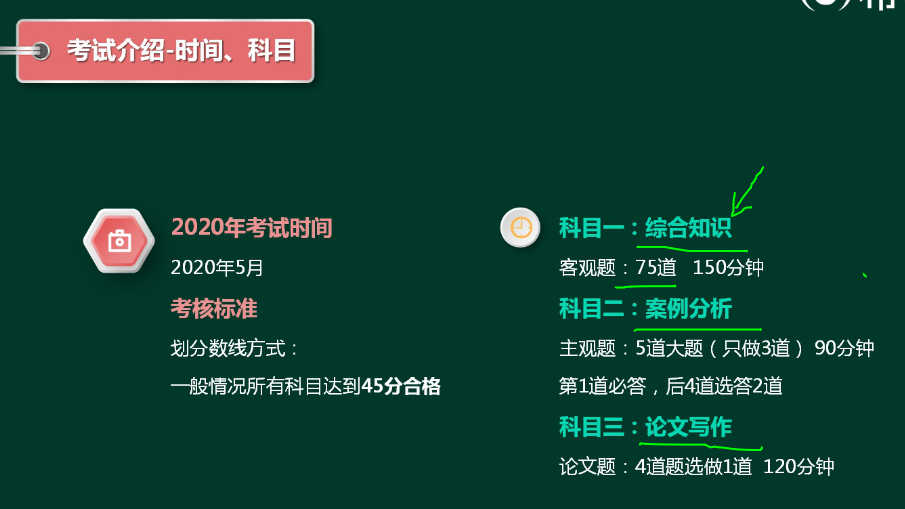 考试介绍-时间、科目
2020年考试时间
2020年5月
考核标准
划分数线方式：
一般情况所有科目达到45分合格
科目一：综合知识
客观题：75道 150分钟
科目二：案例分析
主观题：5道大题（只做3道） 90分钟
第1道必答，后4道选答2道
科目三：论文写作
论文题：4道题选做1道 120分钟